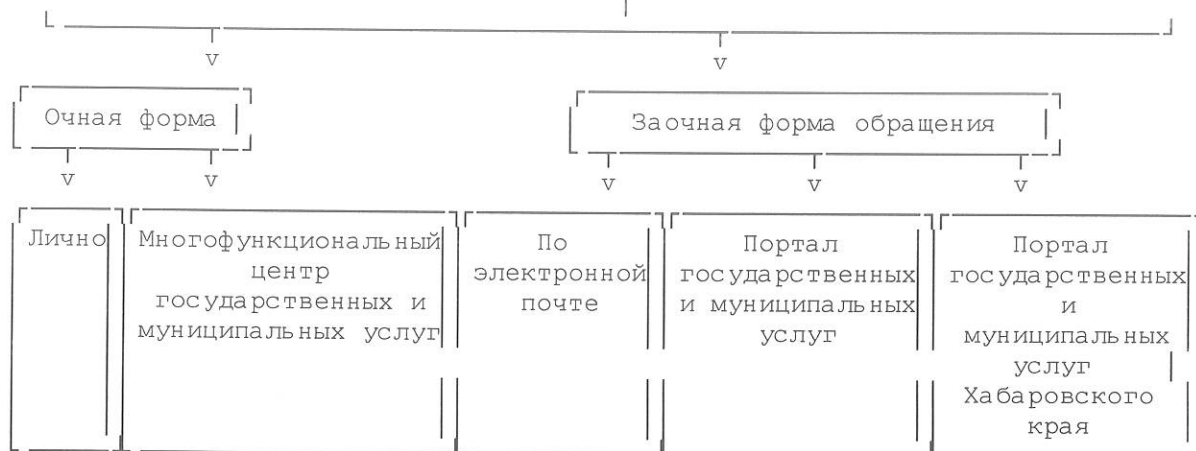 Очная форма
Заочная форма обращения
Лично
Многофункциональный
центр
государственных и
муниципальных услуг
По
электронной
почте
Портал
государственных
и муниципальных
услуг
Портал
государственных
и
муниципальных
услуг
Хабаровского
края